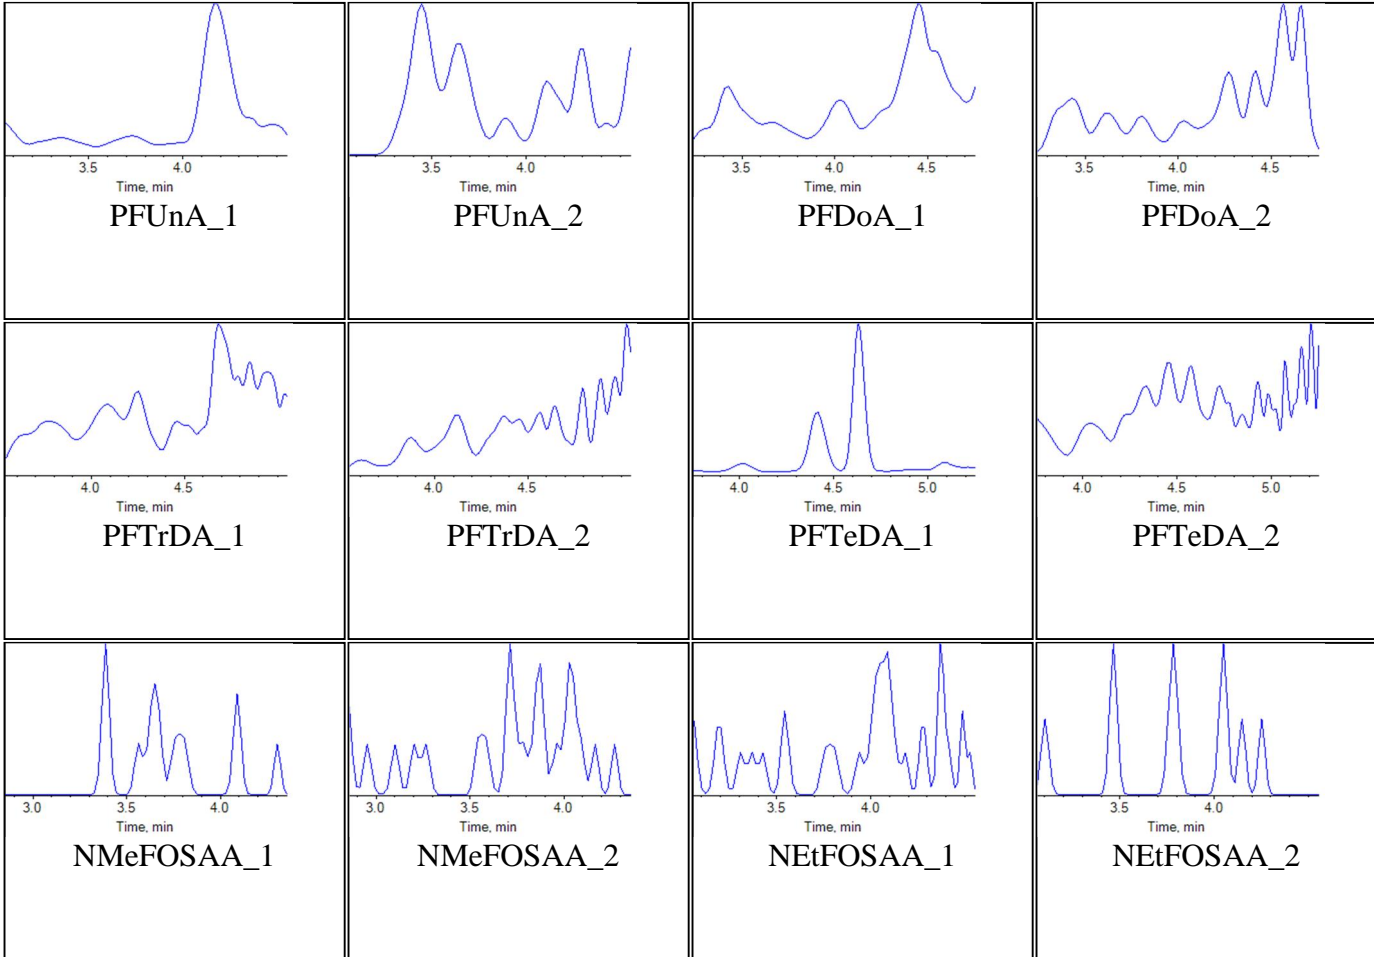 3.5 4.0
Time, min
PFUnA_1
3.5 4.0
Time, min
PFUnA_2
3.5 4.0 4.5
Time, min
PFDoA_1
3.5 4.0 4.5
Time, min
PFDoA_2
4.0 4.5
Time, min
PFTrDA_1
4.0 4.5
Time, min
PFTrDA_2
4.0 4.5 5.0
Time, min
PFTeDA_1
4.0 4.5 5.0
Time, min
PFTeDA_2
3.0 3.5 4.0
Time, min
NMeFOSAA_1
3.0 3.5 4.0
Time, min
NMeFOSAA_2
3.5 4.0
Time, min
NEtFOSAA_1
3.5 4.0
Time, min
NEtFOSAA_2